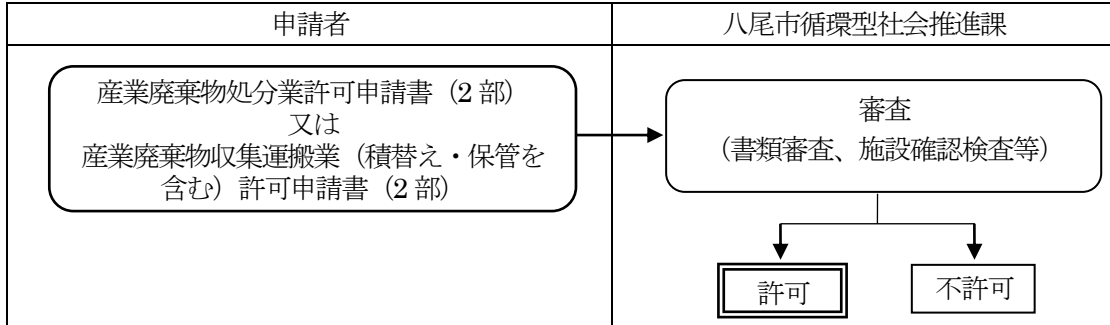 申請者
八尾市循環型社会推進課
産業廃棄物処分業許可申請書（2 部）
又は
産業廃棄物収集運搬業（積替え・保管を
含む）許可申請書（2 部）
審査
（書類審査、施設確認検査等）
許可
不許可